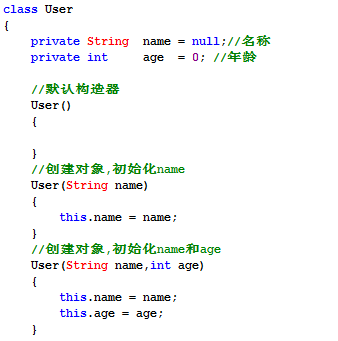 class User
{
    private String  name = null;//名称
    private int     age  = 0; //年龄
    //默认构造器
    User()
    {
    }
    //创建对象,初始化name
    User(String name)
    {
        this.name = name;
    }
    //创建对象,初始化name和age
    User(String name,int age)
    {
        this.name = name;
        this.age = age;
    }